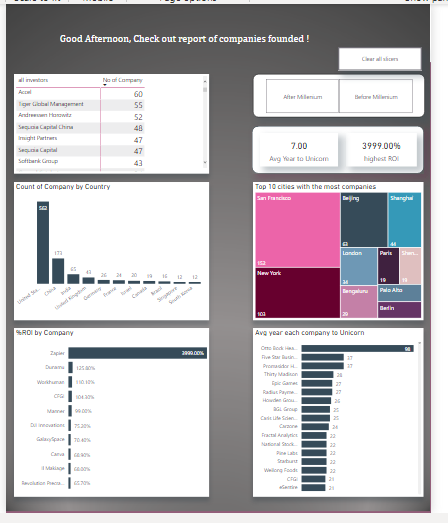 Good Afternoon, Check out report of companies founded !
Clear all slicers
all investors No of Company
Accel 60
Tiger Global Management 55
Andreessen Horowitz 52
Sequoia Capital China 48
Insight Partners 47
Sequoia Capital 47
Softbank Group 43
After Millenium Before Millenium
7.00 3999.00%
Avg Year to Unicorn highest ROI
Count of Company by Country
562
173
65
43
26
24
20
19
16
12
12
United Sta...
China
India
United Kingdom
Germany
France
Israel
Canada
Brazil
Singapore
South Korea
Top 10 cities with the most companies
San Francisco
152
New York
103
Beijing
63
Shanghai
44
London
34
Paris
19
Shen...
19
Bengaluru
29
Palo Alto
Berlin
%ROI by Company
Zapier 3999.00%
Dunamu 125.80%
Workhuman 110.10%
CFGI 104.30%
Manner 99.00%
DJI Innovations 75.20%
GalaxySpace 70.40%
Canva 68.90%
Il Makiage 68.00%
Revolution Precra... 65.70%
Avg year each company to Unicorn
Otto Bock Hea... 98
Five Star Busin... 37
Promasidor H... 37
Thirty Madison 28
Epic Games 27
Radius Payme... 27
Howden Grou... 26
BGL Group 25
Caris Life Scien... 25
Carzone 24
Fractal Analytics 22
National Stock... 22
Pine Labs 22
Starburst 22
Weilong Foods 22
CFGI 21
eGenitie 21